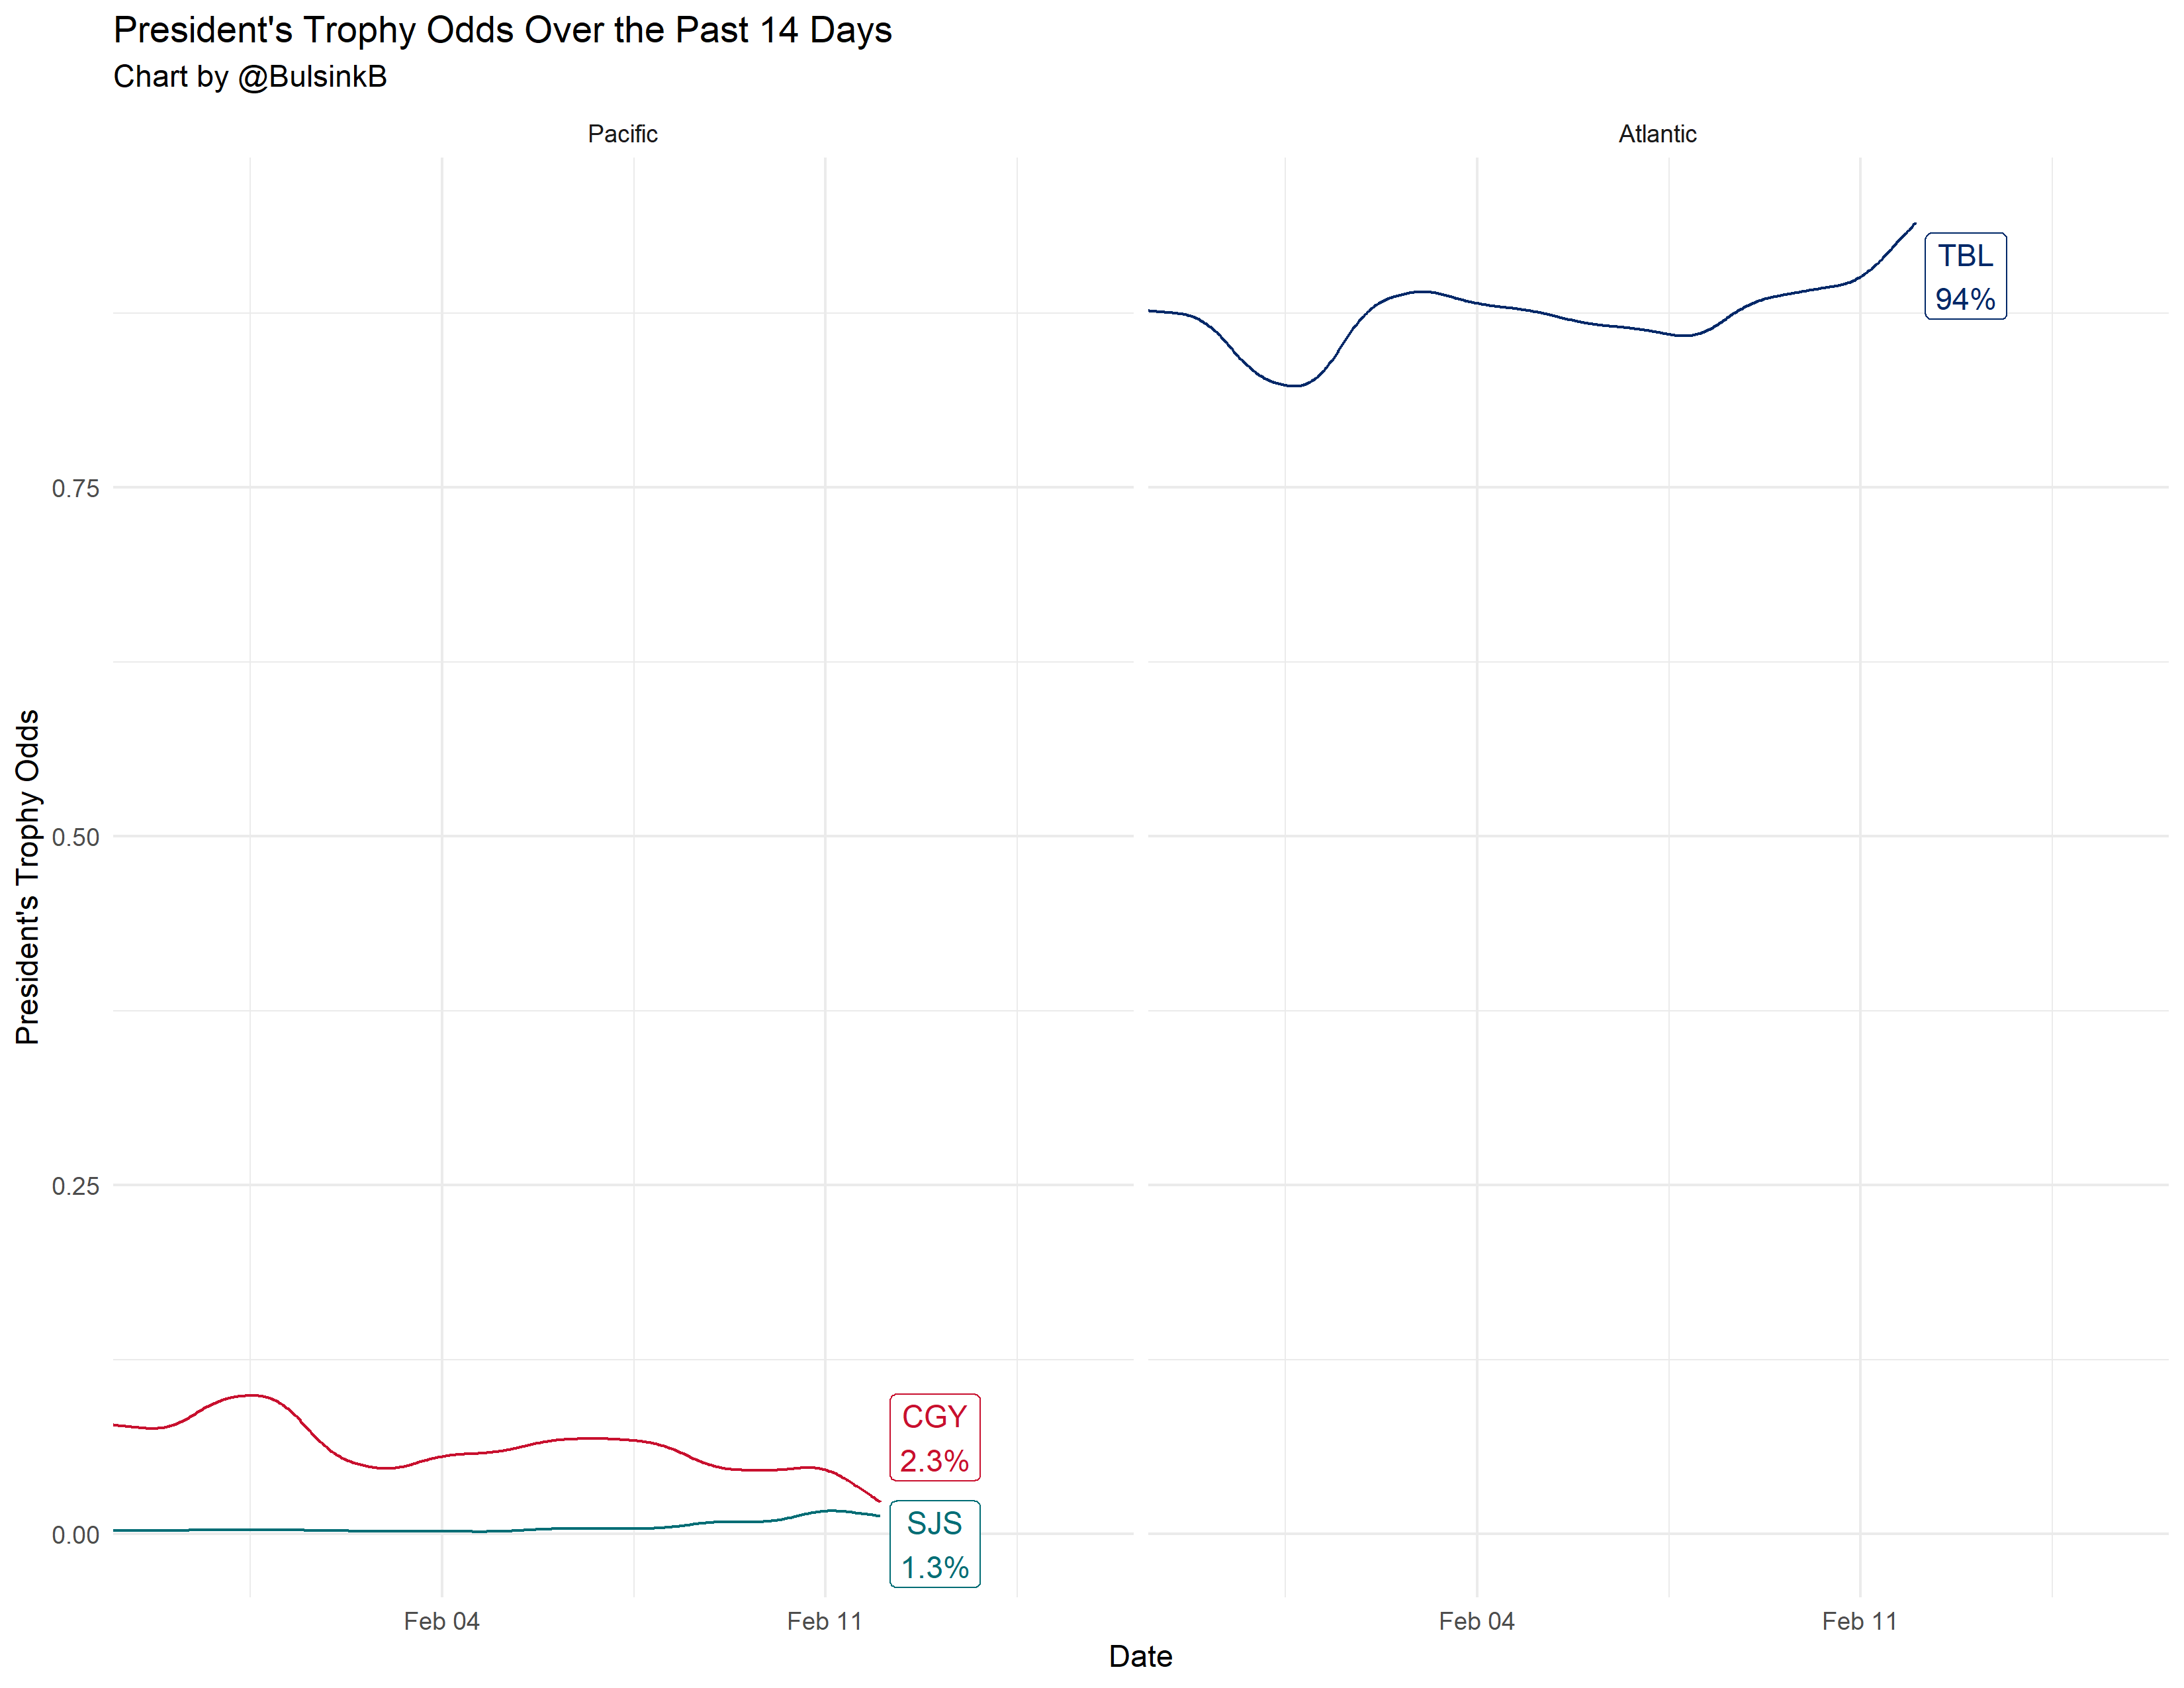 President's Trophy Odds Over the Past 14 Days
Chart by @BulsinkB
Pacific
Atlantic
President's Trophy Odds
0.75
0.50
0.25
0.00
TBL
94%
CGY
2.3%
SJS
1.3%
Feb 04
Feb 11
Feb 04
Feb 11
Date